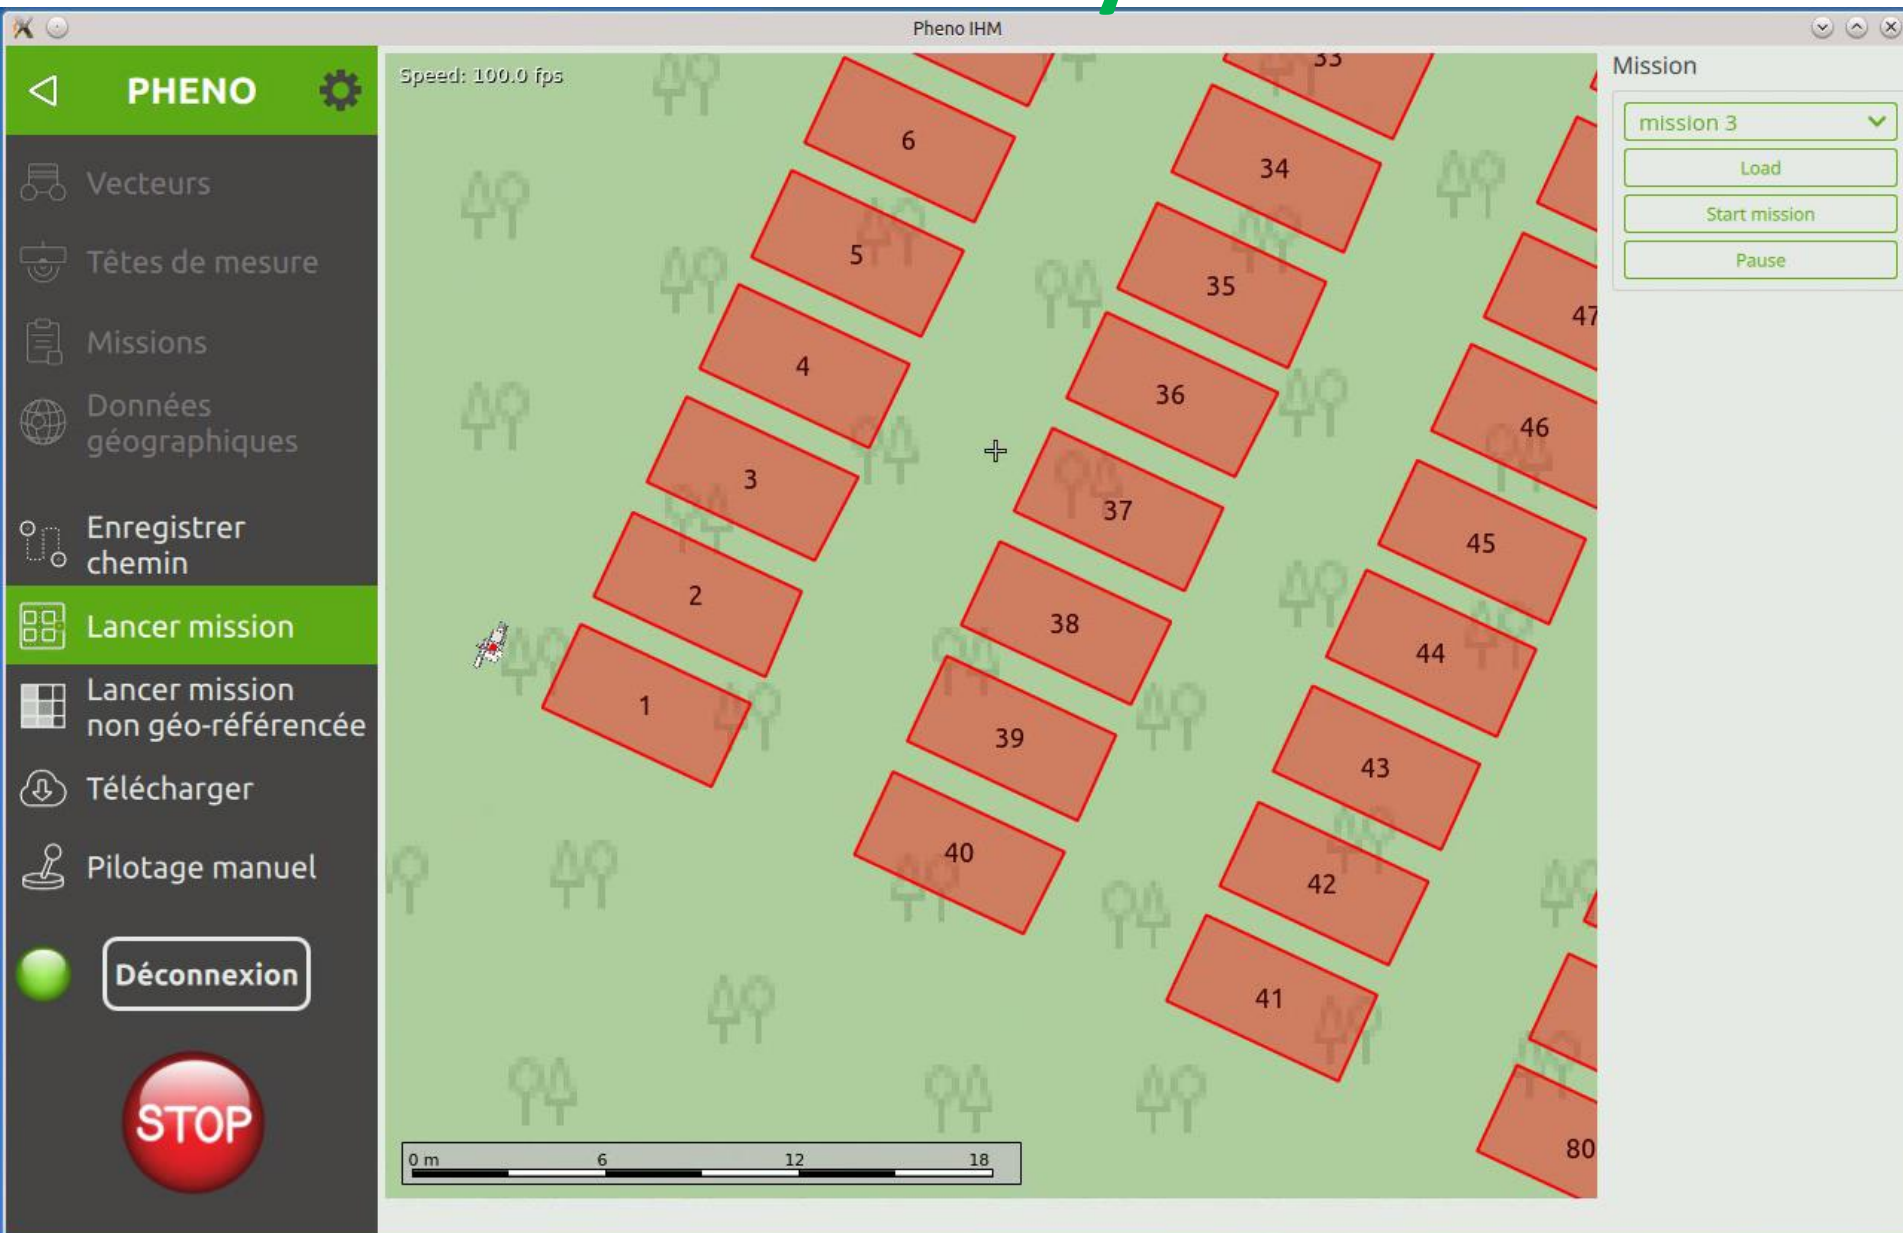 Pheno IHM
PHENO
Vecteurs
Têtes de mesure
Missions
Données
géographiques
Enregistrer
chemin
Lancer mission
Lancer mission
non géo-référencée
Télécharger
Pilotage manuel
Déconnexion
STOP
Speed: 100.0 fps
33
6
34
5
35
47
4
36
46
3
37
45
2
38
44
1
39
43
40
42
41
80
0 m 6 12 18
Mission
mission 3
Load
Start mission
Pause